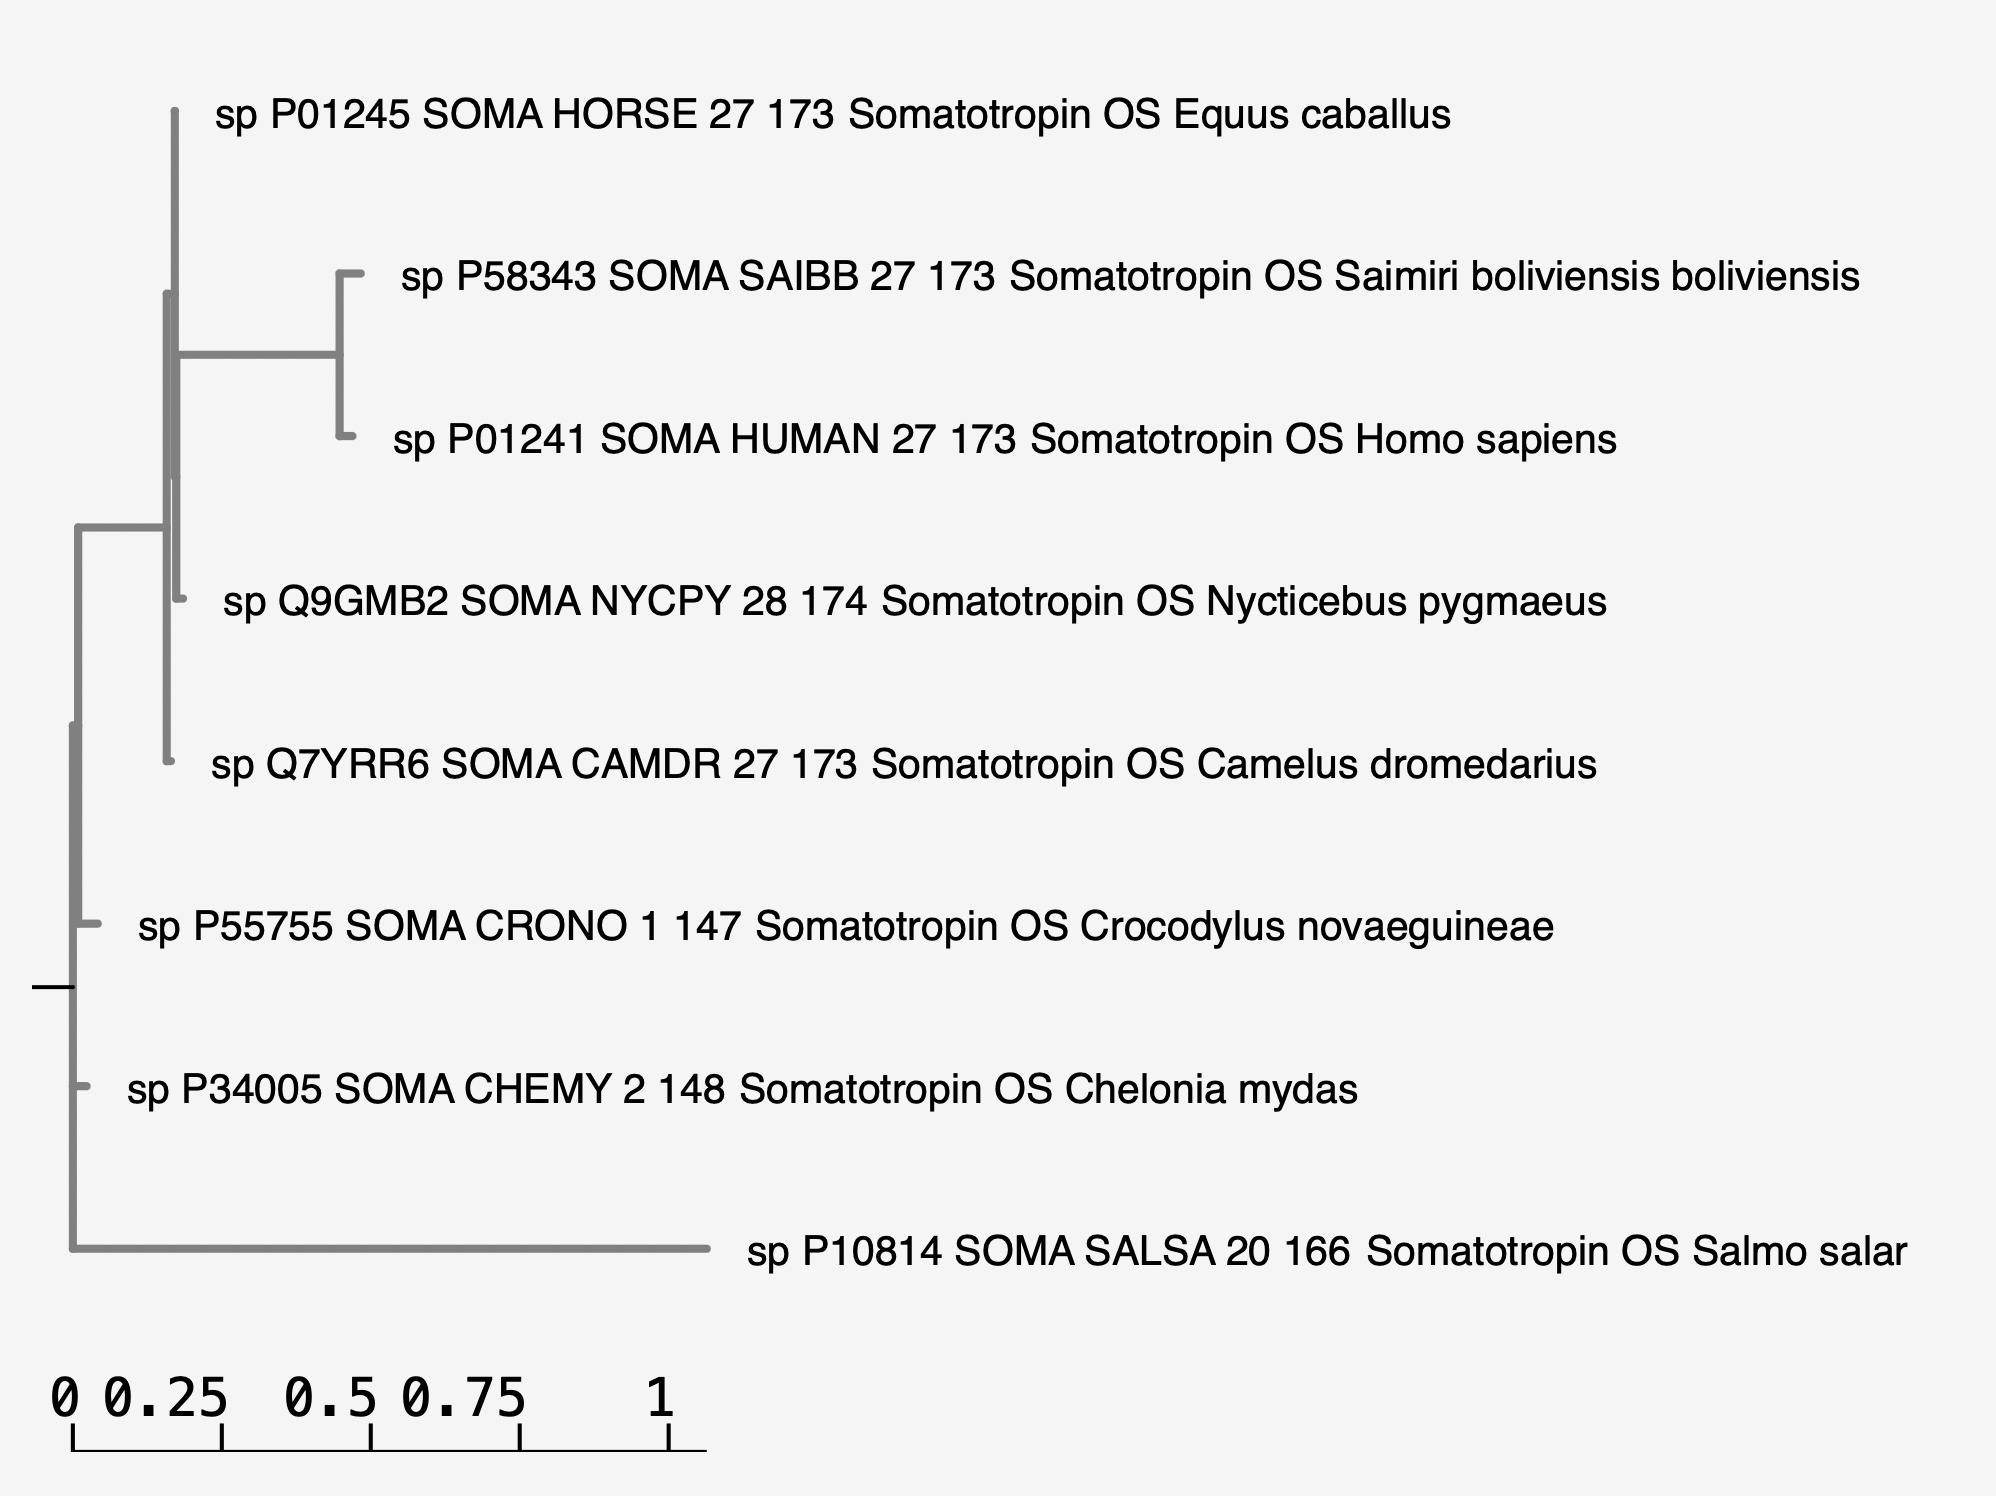 sp P01245 SOMA HORSE 27 173 Somatotropin OS Equus caballus
sp P58343 SOMA SAIBB 27 173 Somatotropin OS Saimiri boliviensis boliviensis
sp P01241 SOMA HUMAN 27 173 Somatotropin OS Homo sapiens
sp Q9GMB2 SOMA NYCPY 28 174 Somatotropin OS Nycticebus pygmaeus
sp Q7YRR6 SOMA CAMDR 27 173 Somatotropin OS Camelus dromedarius
sp P55755 SOMA CRONO 1 147 Somatotropin OS Crocodylus novaeguineae
sp P34005 SOMA CHEMY 2 148 Somatotropin OS Chelonia mydas
sp P10814 SOMA SALSA 20 166 Somatotropin OS Salmo salar
0 0.25 0.5 0.75 1